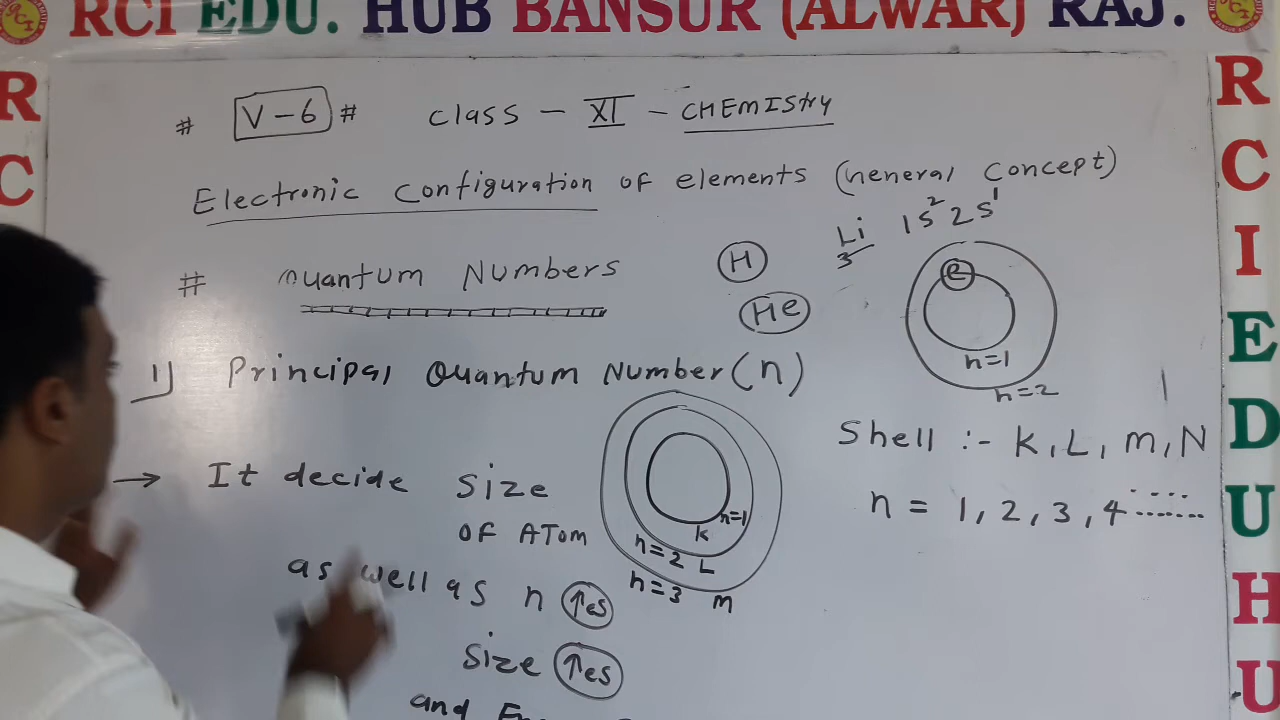 RCI EDU. HUB BANSUR (ALWAR) RAJ.
# V-6 # Class - XI - CHEMIStry
Electronic Configuration of elements (General Concept)
Li 1s² 2s¹
3
# Quantum Numbers
H
He
e
n=1
n=2
1) Principal Quantum Number (n)
Shell :- K, L, M, N
n = 1, 2, 3, 4.......
→ It decide size
OF ATom
n=1
K
n=2 L
n=3 M
as well as n ↑es
Size ↑es
and
R
C
R
C
I
E
D
U
H
U